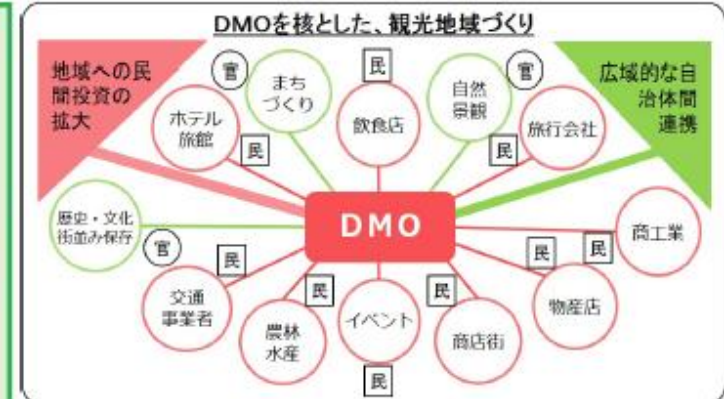 DMOを核とした、観光地域づくり
地域への民
間投資の
拡大
広域的な自
治体間
連携
官
まち
づくり
民
飲食店
自然
景観
官
ホテル
旅館
民
民
旅行会社
DMO
歴史・文化
街並み保存
官
民
交通
事業者
民
農林
水産
イベント
民
民
商店街
民
物産店
民
商工業